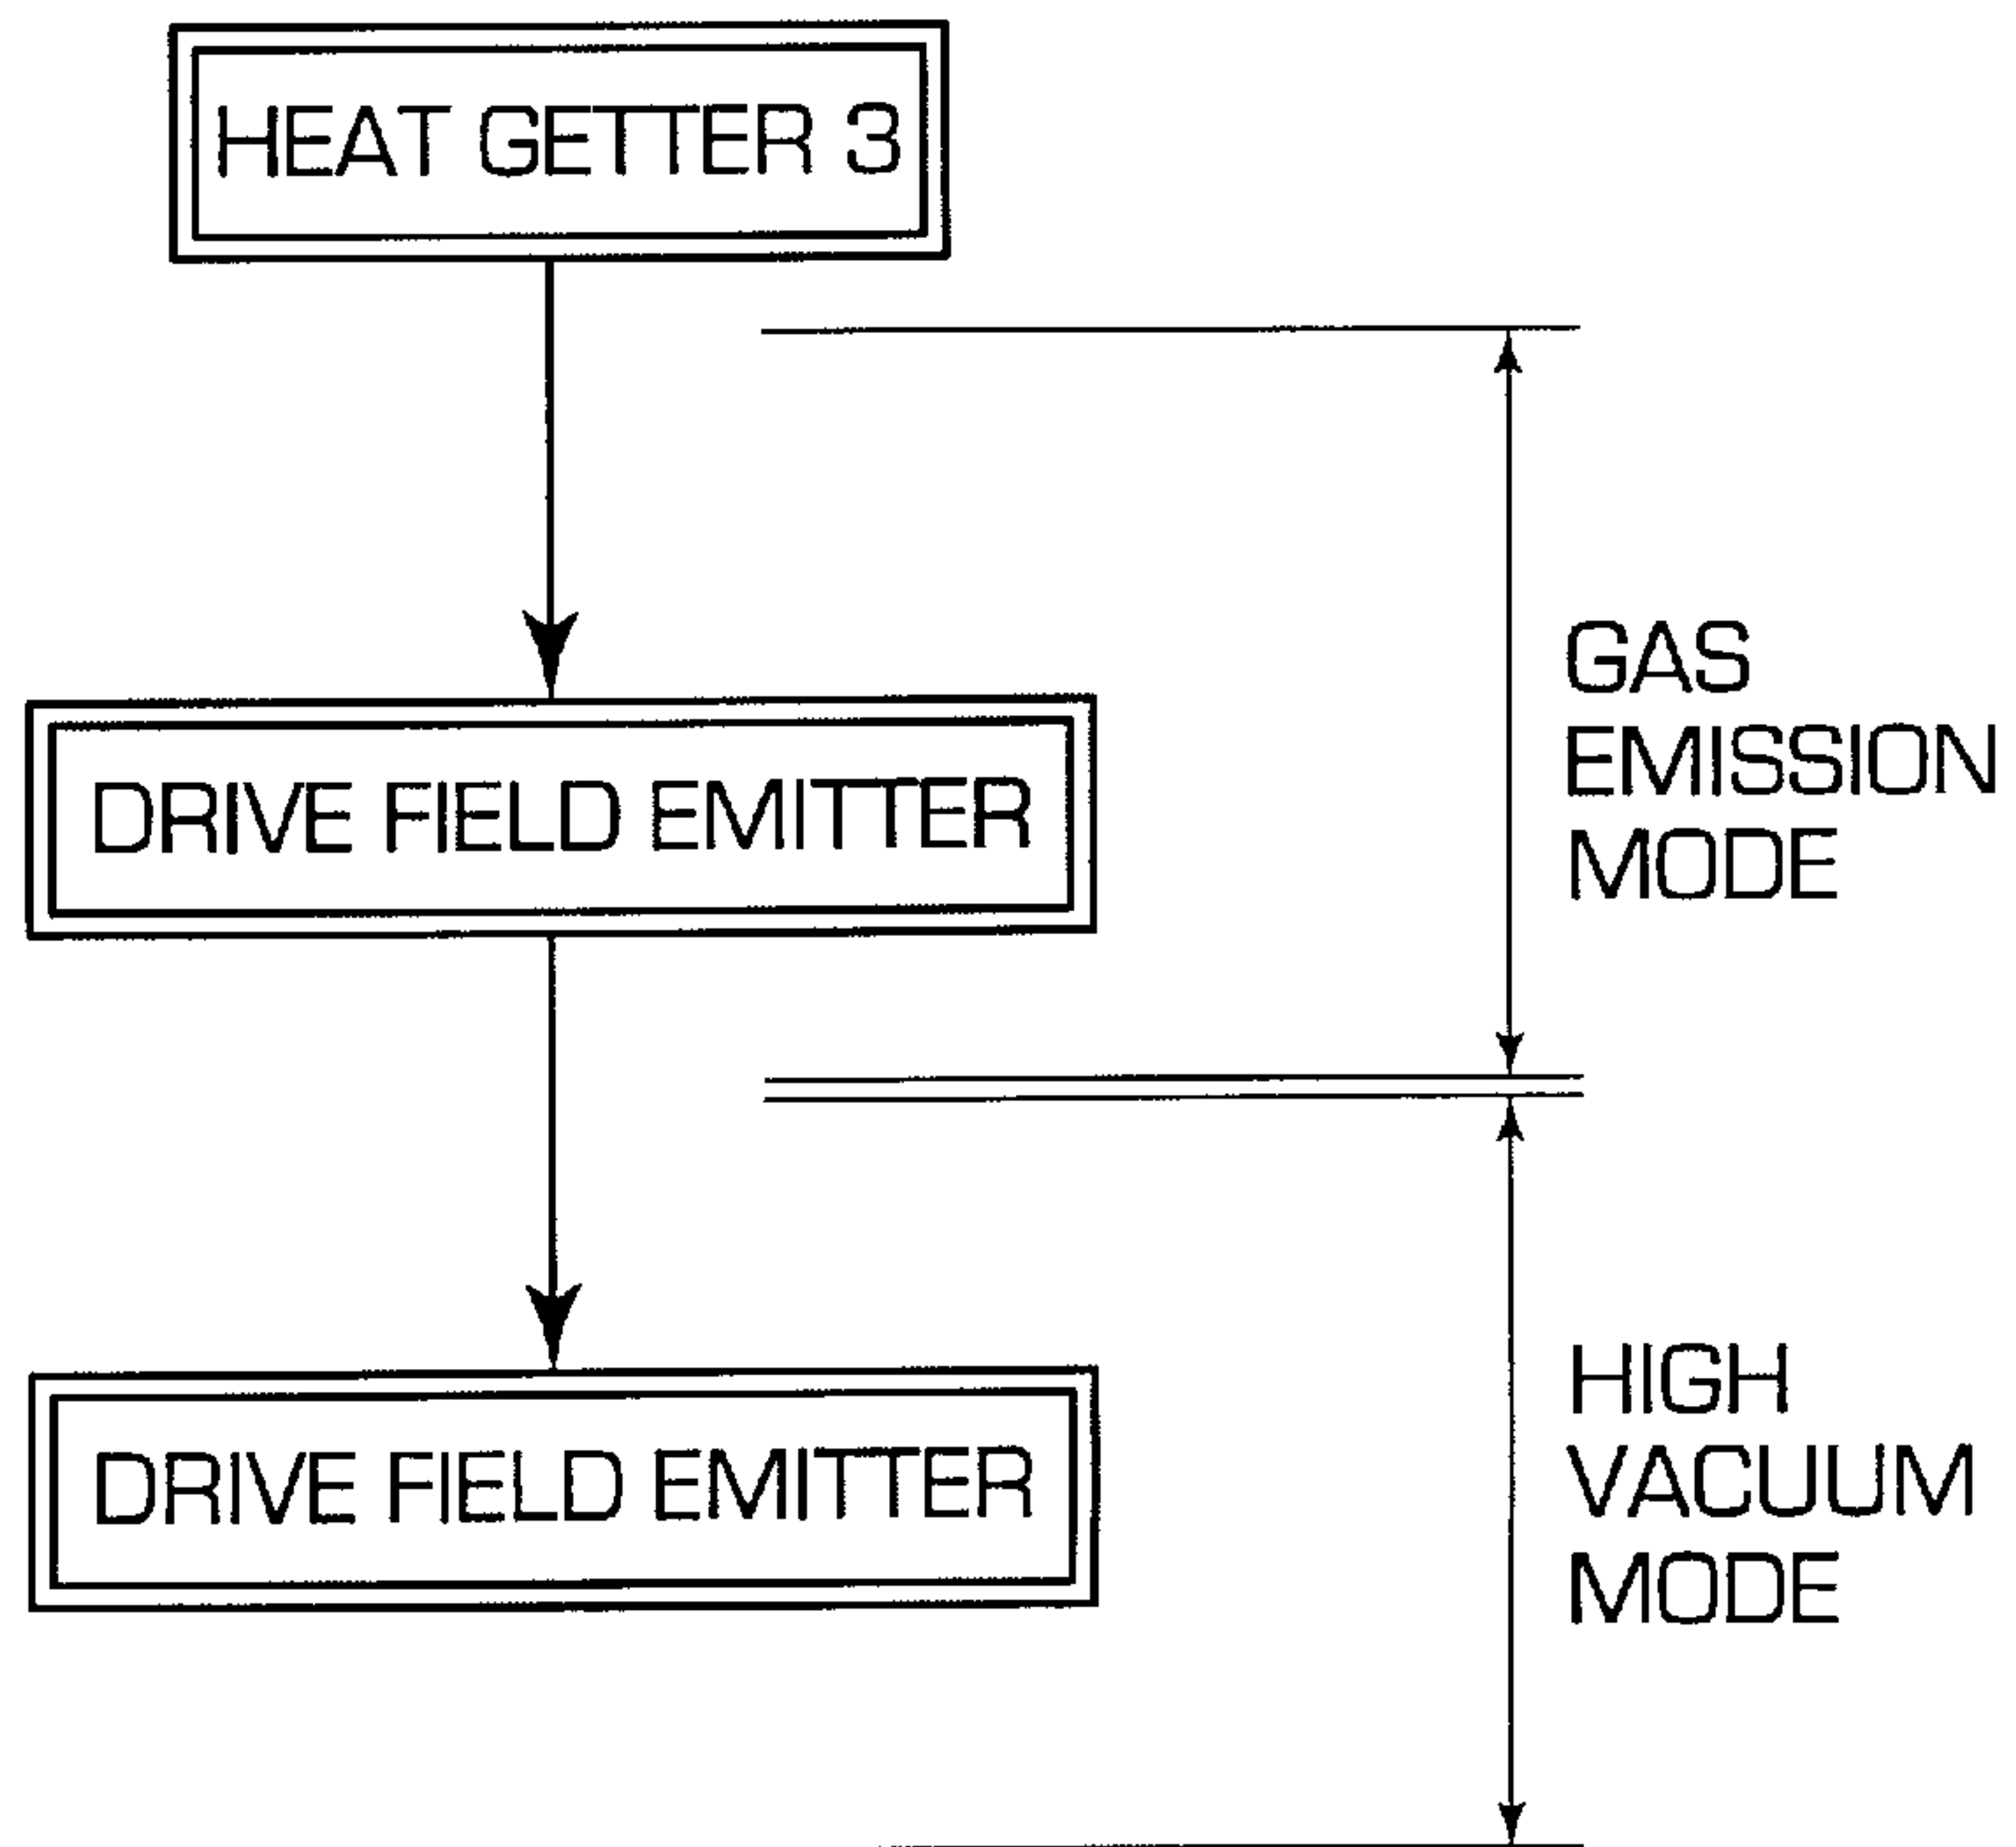 HEAT GETTER 3
DRIVE FIELD EMITTER
GAS
EMISSION
MODE
DRIVE FIELD EMITTER
HIGH
VACUUM
MODE